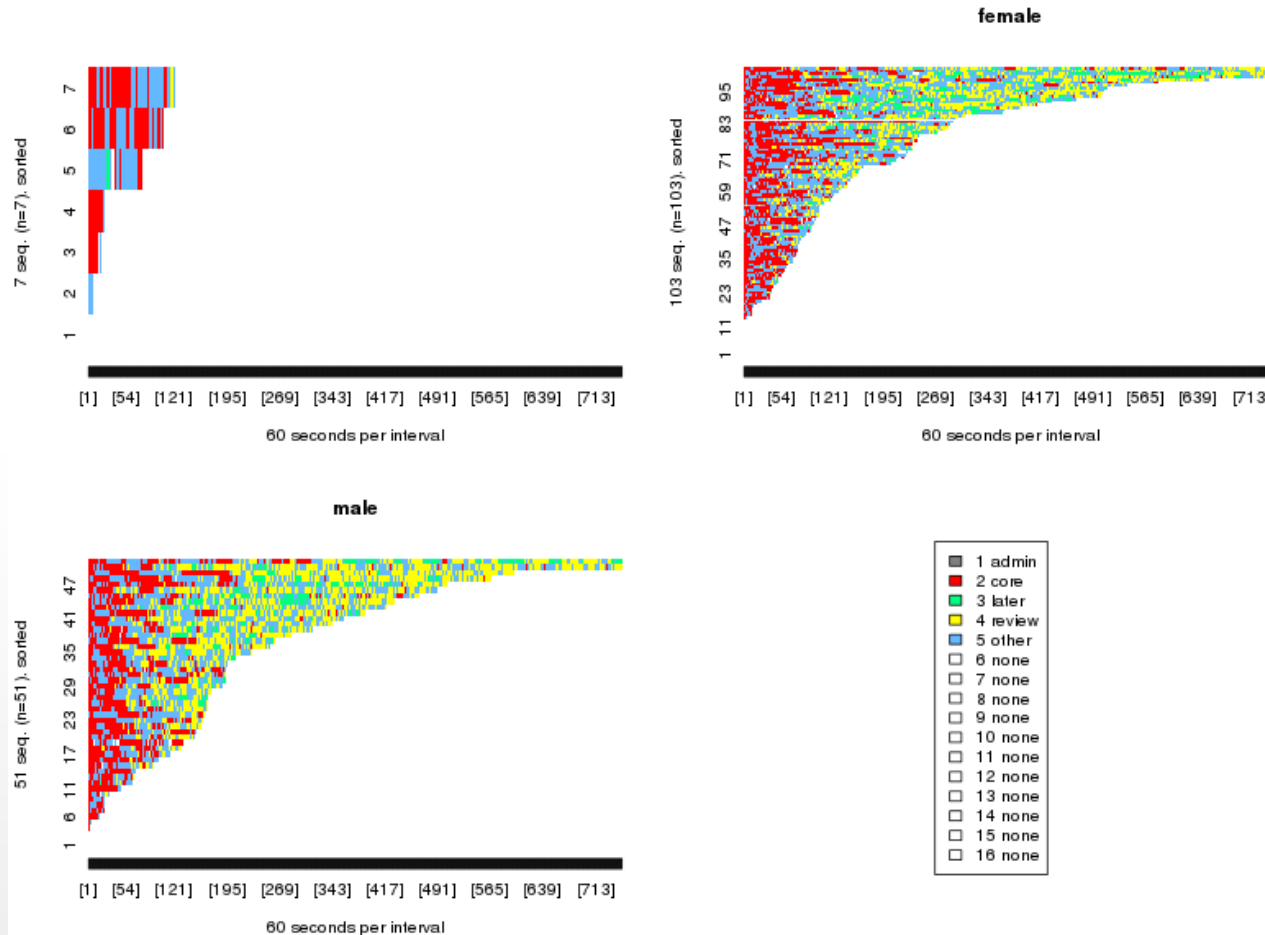 7 seq. (n=7). sorted
7
6
5
4
3
2
1
[1] [54] [121] [195] [269] [343] [417] [491] [565] [639] [713]
60 seconds per interval
female
103 seq. (n=103). sorted
95
83
71
59
47
35
23
11
1
[1] [54] [121] [195] [269] [343] [417] [491] [565] [639] [713]
60 seconds per interval
male
51 seq. (n=51). sorted
47
41
35
29
23
17
11
6
1
[1] [54] [121] [195] [269] [343] [417] [491] [565] [639] [713]
60 seconds per interval
1 admin
2 core
3 later
4 review
5 other
6 none
7 none
8 none
9 none
10 none
11 none
12 none
13 none
14 none
15 none
16 none